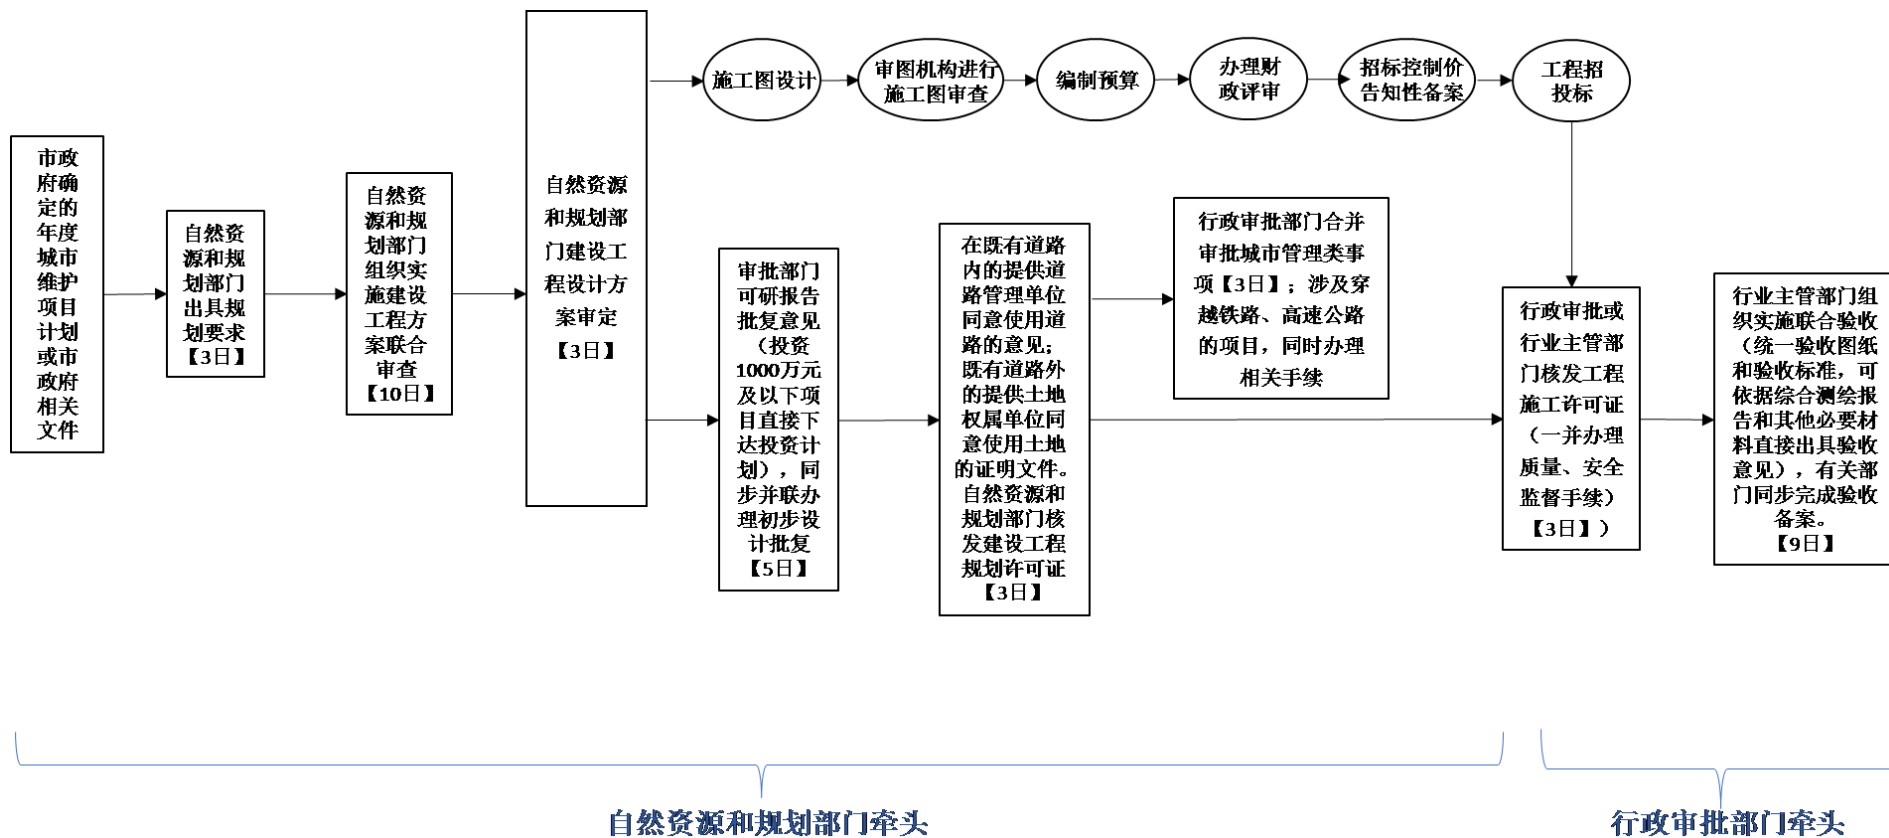 市政
府确
定的
年度
城市
维护
项目
计划
或市
政府
相关
文件
自然资
源和规
划部门
出具规
划要求
【3日】
自然资
源和规
划部门
组织实
施建设
工程方
案联合
审查
【10日】
自然资源
和规划部
门建设工
程设计方
案审定
【3日】
施工图设计
审图机构进行
施工图审查
编制预算
办理财
政评审
招标控制价
告知性备案
工程招
投标
审批部门
可研报告
批复意见
（投资
1000万元
及以下项
目直接下
达投资计
划），同
步并联办
理初步设
计批复
【5日】
在既有道路
内的提供道
路管理单位
同意使用道
路的意见；
既有道路外
的提供土地
权属单位同
意使用土地
的证明文件。
自然资源和
规划部门核
发建设工程
规划许可证
【3日】
行政审批部门合并
审批城市管理类事
项【3日】；涉及穿
越铁路、高速公路
的项目，同时办理
相关手续
行政审批或
行业主管部
门核发工程
施工许可证
（一并办理
质量、安全
监督手续）
【3日】）
行业主管部门组
织实施联合验收
（统一验收图纸
和验收标准，可
依据综合测绘报
告和其他必要材
料直接出具验收
意见），有关部
门同步完成验收
备案。
【9日】
自然资源和规划部门牵头
行政审批部门牵头